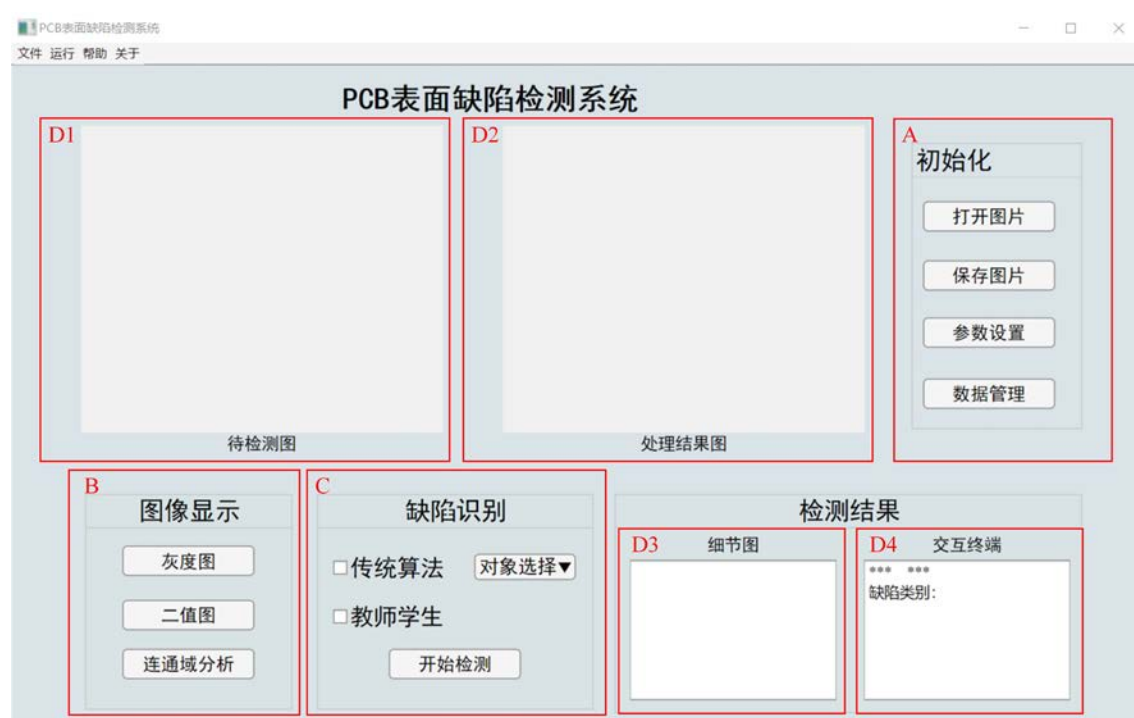 PCB表面缺陷检测系统
文件 运行 帮助 关于
PCB表面缺陷检测系统
D1
D2
待检测图
处理结果图
A
初始化
打开图片
保存图片
参数设置
数据管理
B
图像显示
灰度图
二值图
连通域分析
C
缺陷识别
传统算法 对象选择▼
教师学生
开始检测
检测结果
D3 细节图
D4 交互终端
*** ***
缺陷类别: